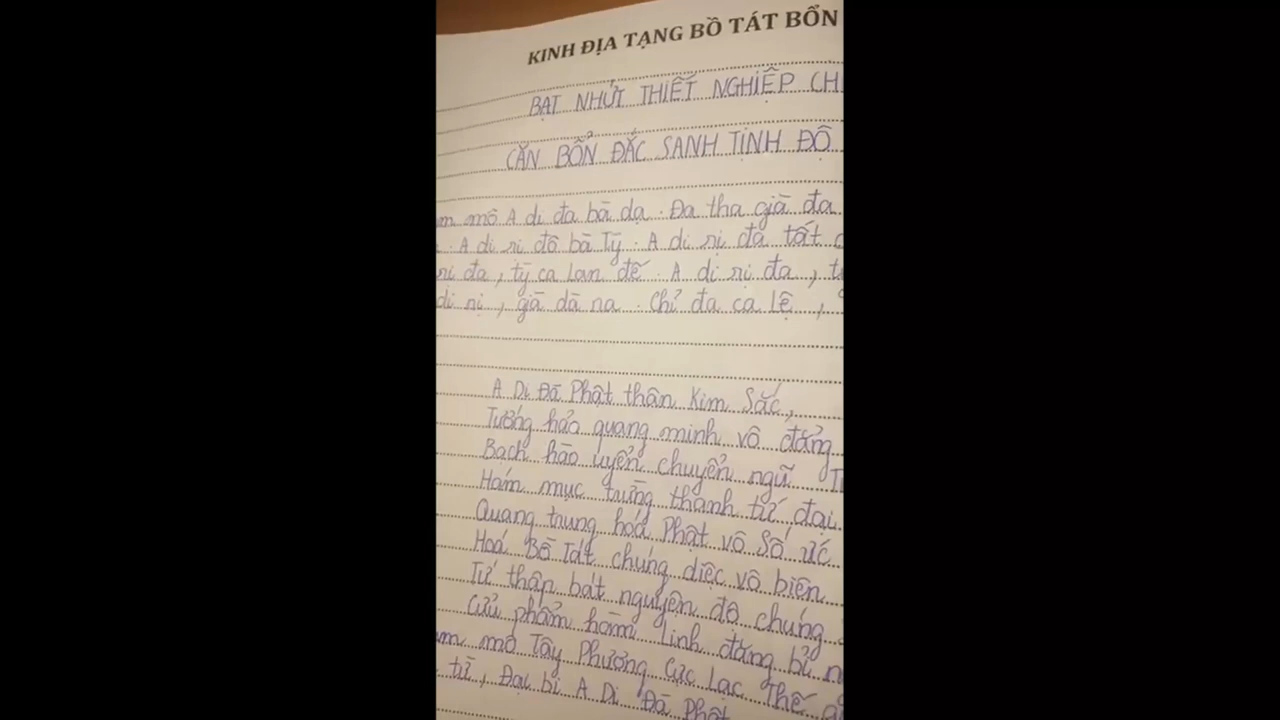 KINH ĐỊA TẠNG BỒ TÁT BỔN
BẠT NHỨT THIẾT NGHIỆP CH
CĂN BỔN ĐẮC SANH TỊNH ĐỘ
mô A di đa bà dạ. Đa tha già đa
A di rị đô bà Tỳ. A di rị đa tất
rị đa, tỳ ca lan đế. A di rị đa,
di rị, già dà na. Chỉ đa ca lệ,
A Di Đà Phật thân Kim Sắc,
Tướng hảo quang minh vô đẳng
Bạch hào uyển chuyển ngũ
Hám mục trừng thanh tứ đại
Quang trung hóa Phật vô Số ức
Hoá Bồ Tát chúng diệc vô biên
Tứ thập bát nguyện độ chúng
Cửu phẩm hàm linh đăng bỉ
mô Tây Phương Cực Lạc Thế
từ, Đại bi A Di Đà Phật